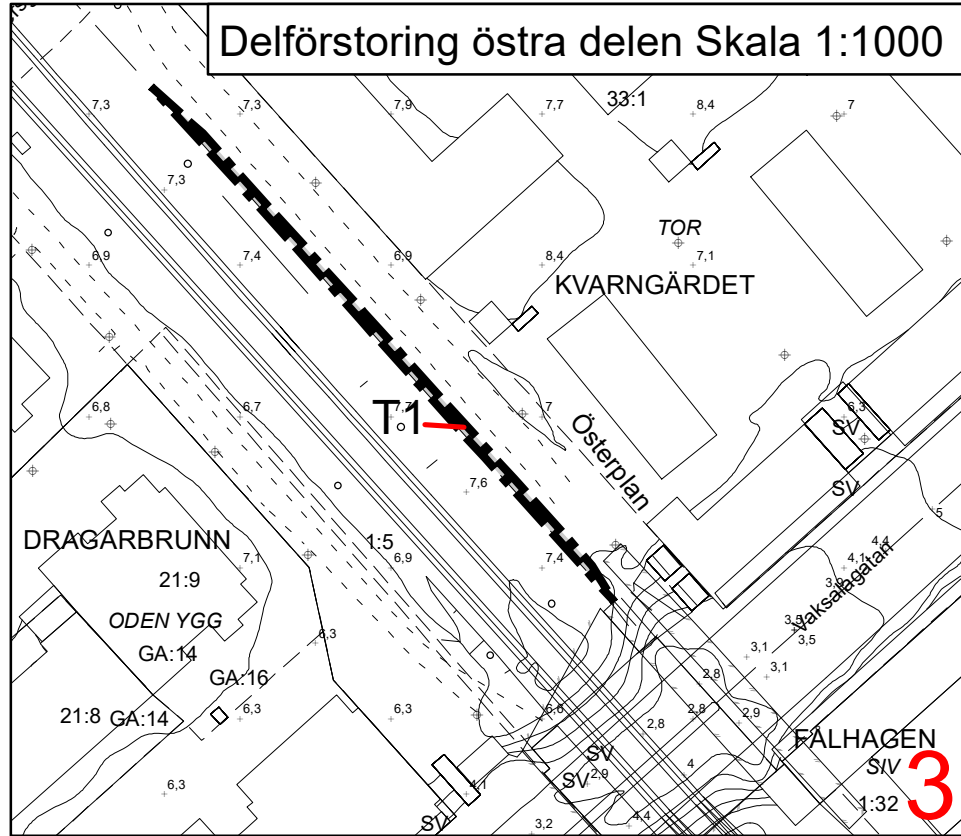 Delförstoring östra delen Skala 1:1000
7,3
7,3
7,9
7,7
33:1
8,4
7
7,3
TOR
6,9
7,4
6,9
8,4
7,1
KVARNGÄRDET
6,8
6,7
T1
7,7
7
6,3
SV
Österplan
7,6
SV
5
DRAGARBRUNN
7,1
1:5
6,9
7,4
4,4
4,1
3,9
Vaksalagatan
21:9
ODEN YGG
3,5
3,5
6,3
GA:14
3,1
3,1
GA:16
2,8
21:8
GA:14
6,3
6,3
6,6
2,8
2,8
2,9
FÅLHAGEN
SV
SIV
3
SV
2,9
4
6,3
4,1
1:32
SV
3,2
4,4